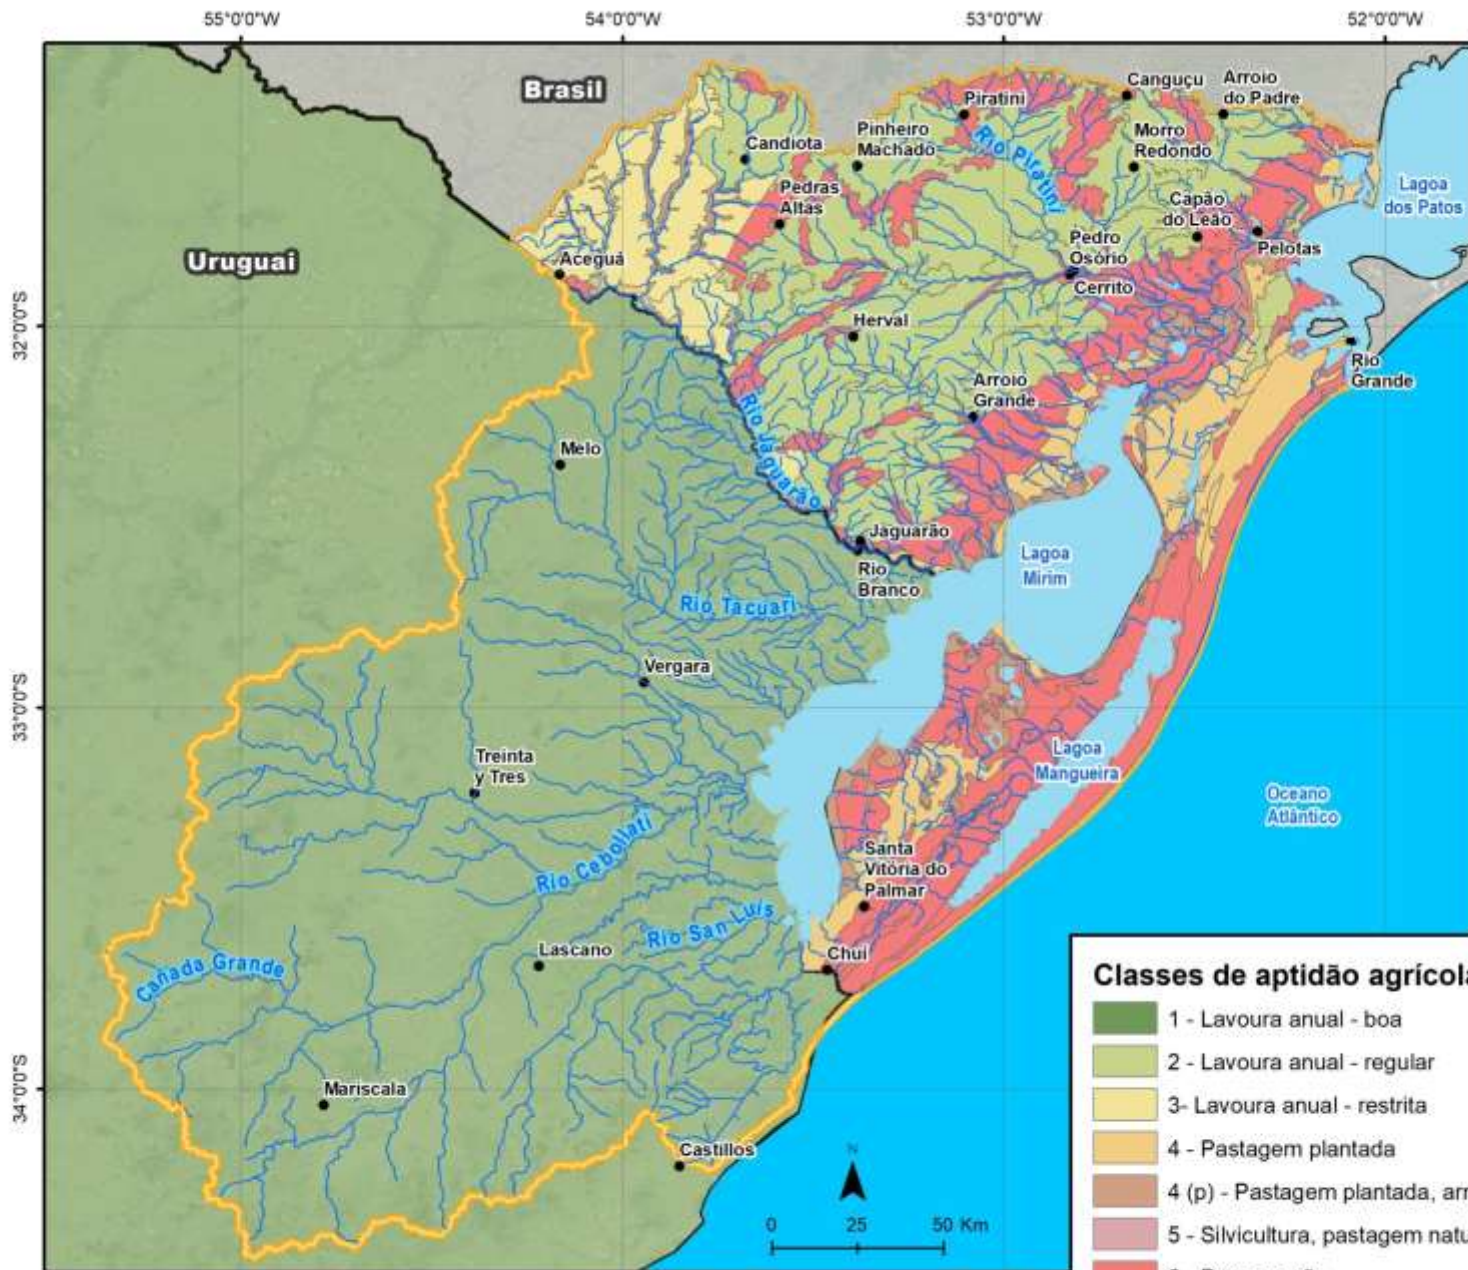 55°0'0"W
54°0'0"W
53°0'0"W
52°0'0"W
Brasil
Canguçu
Arroio
do Padre
Piratini
Pinheiro
Machado
Morro
Redondo
Rio Piratini
Candiota
Pedras
Altas
Lagoa
dos Patos
Capão
do Leão
Pelotas
Uruguai
Aceguá
Pedro
Osório
Cerrito
32°0'0"S
Herval
Rio
Grande
Arroio
Grande
Rio Jaguarão
Melo
Jaguarão
Rio
Branco
Lagoa
Mirim
Rio Tacuari
Vergara
33°0'0"S
Treinta
y Tres
Lagoa
Mangueira
Oceano
Atlântico
Rio Cebollati
Santa
Vitória do
Palmar
Rio San Luís
Lascano
Chuí
Cañada Grande
34°0'0"S
Mariscala
Castillos
N
0 25 50 Km
Classes de aptidão agrícola
1 - Lavoura anual - boa
2 - Lavoura anual - regular
3- Lavoura anual - restrita
4 - Pastagem plantada
4 (p) - Pastagem plantada, arr
5 - Silvicultura, pastagem natu